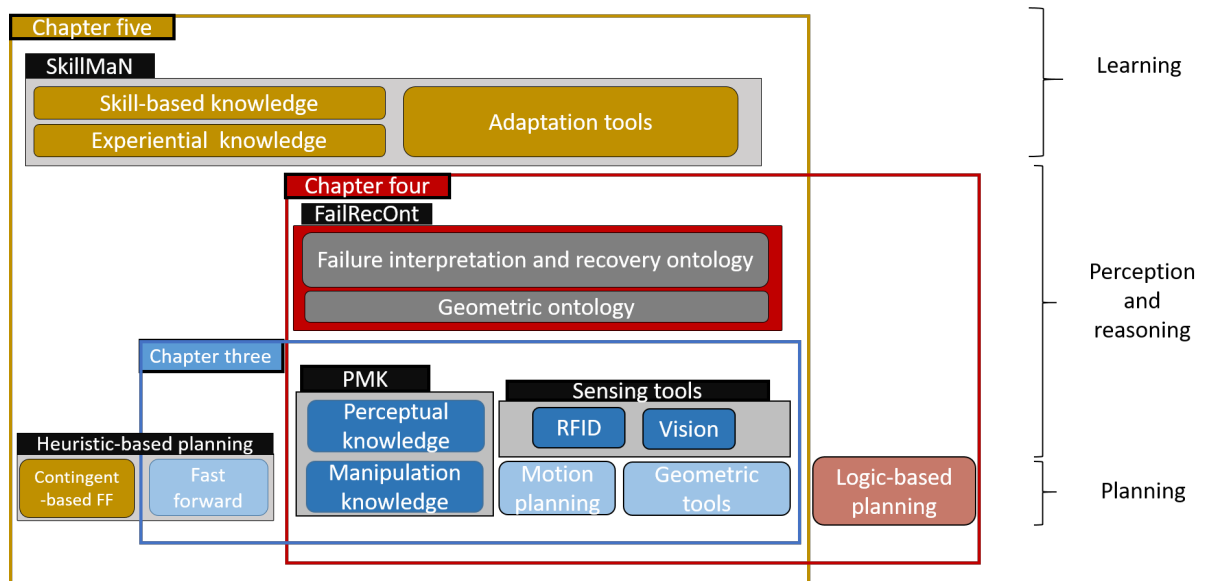 Chapter five
SkillMaN
Skill-based knowledge
Experiential knowledge
Adaptation tools
Learning
Chapter four
FailRecOnt
Failure interpretation and recovery ontology
Geometric ontology
Perception
and
reasoning
Chapter three
PMK
Perceptual
knowledge
Manipulation
knowledge
Sensing tools
RFID
Vision
Motion
planning
Geometric
tools
Heuristic-based planning
Contingent
-based FF
Fast
forward
Logic-based
planning
Planning